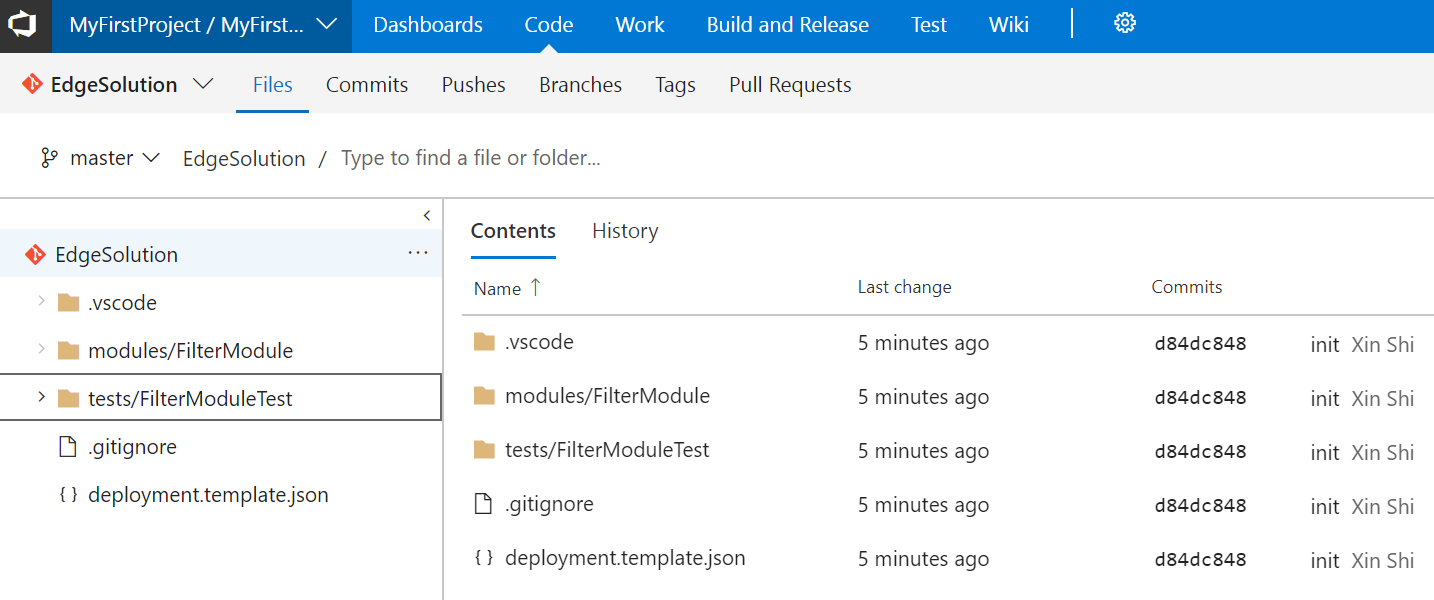 MyFirstProject / MyFirst... Dashboards Code Work Build and Release Test Wiki
EdgeSolution Files Commits Pushes Branches Tags Pull Requests
master EdgeSolution / Type to find a file or folder...
EdgeSolution ...
.vscode
modules/FilterModule
tests/FilterModuleTest
.gitignore
{ } deployment.template.json
Contents History
Name ↑ Last change Commits
.vscode 5 minutes ago d84dc848 init Xin Shi
modules/FilterModule 5 minutes ago d84dc848 init Xin Shi
tests/FilterModuleTest 5 minutes ago d84dc848 init Xin Shi
.gitignore 5 minutes ago d84dc848 init Xin Shi
{ } deployment.template.json 5 minutes ago d84dc848 init Xin Shi